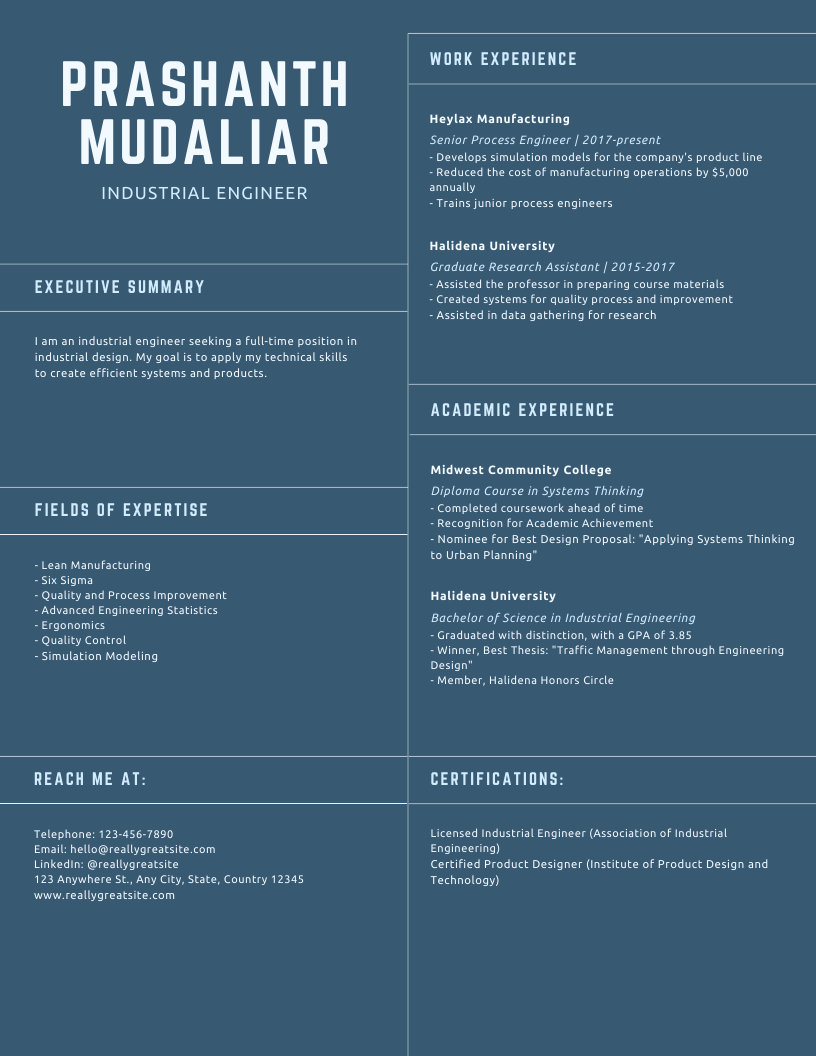 PRASHANTH
MUDALIAR
INDUSTRIAL ENGINEER
EXECUTIVE SUMMARY
I am an industrial engineer seeking a full-time position in
industrial design. My goal is to apply my technical skills
to create efficient systems and products.
FIELDS OF EXPERTISE
- Lean Manufacturing
- Six Sigma
- Quality and Process Improvement
- Advanced Engineering Statistics
- Ergonomics
- Quality Control
- Simulation Modeling
REACH ME AT:
Telephone: 123-456-7890
Email: hello@reallygreatsite.com
LinkedIn: @reallygreatsite
123 Anywhere St., Any City, State, Country 12345
www.reallygreatsite.com
WORK EXPERIENCE
Heylax Manufacturing
Senior Process Engineer | 2017-present
- Develops simulation models for the company's product line
- Reduced the cost of manufacturing operations by $5,000
annually
- Trains junior process engineers
Halidena University
Graduate Research Assistant | 2015-2017
- Assisted the professor in preparing course materials
- Created systems for quality process and improvement
- Assisted in data gathering for research
ACADEMIC EXPERIENCE
Midwest Community College
Diploma Course in Systems Thinking
- Completed coursework ahead of time
- Recognition for Academic Achievement
- Nominee for Best Design Proposal: "Applying Systems Thinking
to Urban Planning"
Halidena University
Bachelor of Science in Industrial Engineering
- Graduated with distinction, with a GPA of 3.85
- Winner, Best Thesis: "Traffic Management through Engineering
Design"
- Member, Halidena Honors Circle
CERTIFICATIONS:
Licensed Industrial Engineer (Association of Industrial
Engineering)
Certified Product Designer (Institute of Product Design and
Technology)